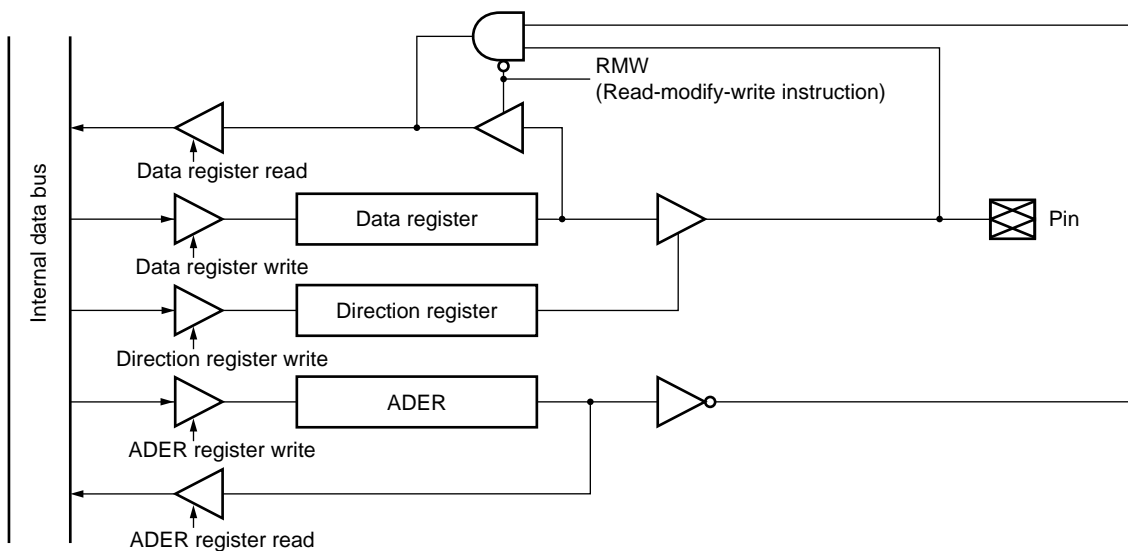 RMW
(Read-modify-write instruction)
Internal data bus
Data register read
Data register
Pin
Data register write
Direction register
Direction register write
ADER
ADER register write
ADER register read